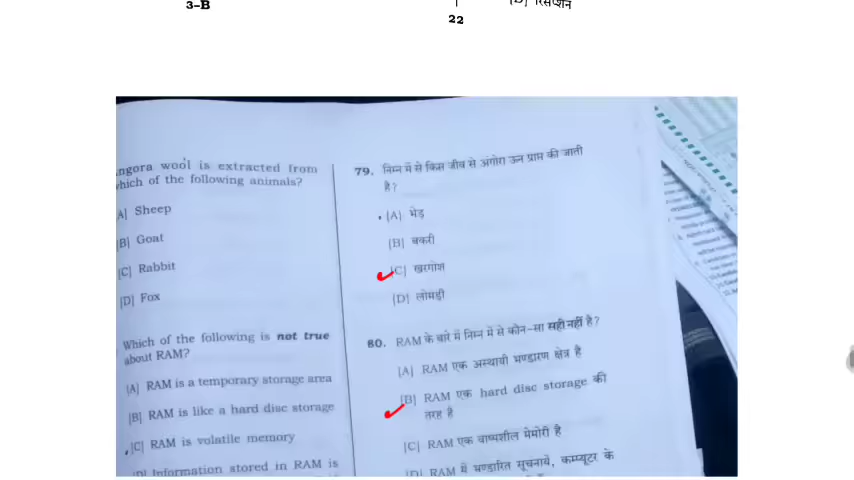 3-B
22
[D] रिसेप्शन
ngora wool is extracted from
which of the following animals?
A] Sheep
[B] Goat
[C] Rabbit
[D] Fox
Which of the following is not true
about RAM?
[A] RAM is a temporary storage area
[B] RAM is like a hard disc storage
[C] RAM is volatile memory
[D] Information stored in RAM is
79. निम्न में से किस जीव से अंगोरा ऊन प्राप्त की जाती
है?
[A] भेड़
[B] बकरी
[C] खरगोश
[D] लोमड़ी
80. RAM के बारे में निम्न में से कौन-सा सही नहीं है?
[A] RAM एक अस्थायी भण्डारण क्षेत्र है
[B] RAM एक hard disc storage की
तरह है
[C] RAM एक वाष्पशील मेमोरी है
[D] RAM में भण्डारित सूचनायें, कम्प्यूटर के